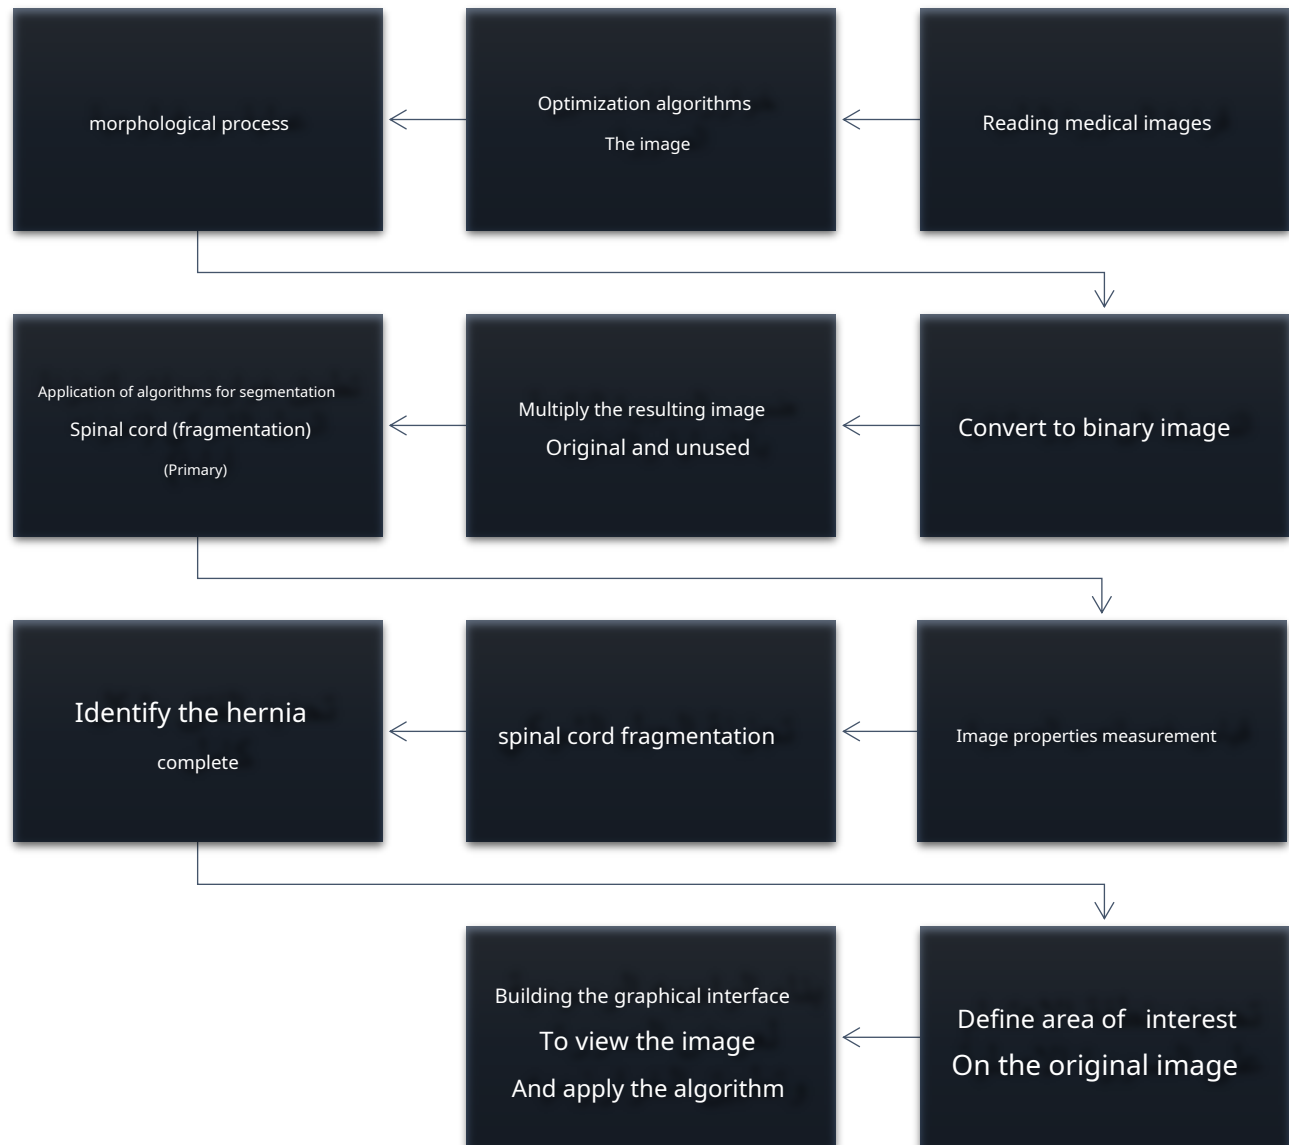 Reading medical images
Optimization algorithms
The image
morphological process
Convert to binary image
Multiply the resulting image
Original and unused
Application of algorithms for segmentation
Spinal cord (fragmentation)
(Primary)
Image properties measurement
spinal cord fragmentation
Identify the hernia
complete
Define area of interest
On the original image
Building the graphical interface
To view the image
And apply the algorithm